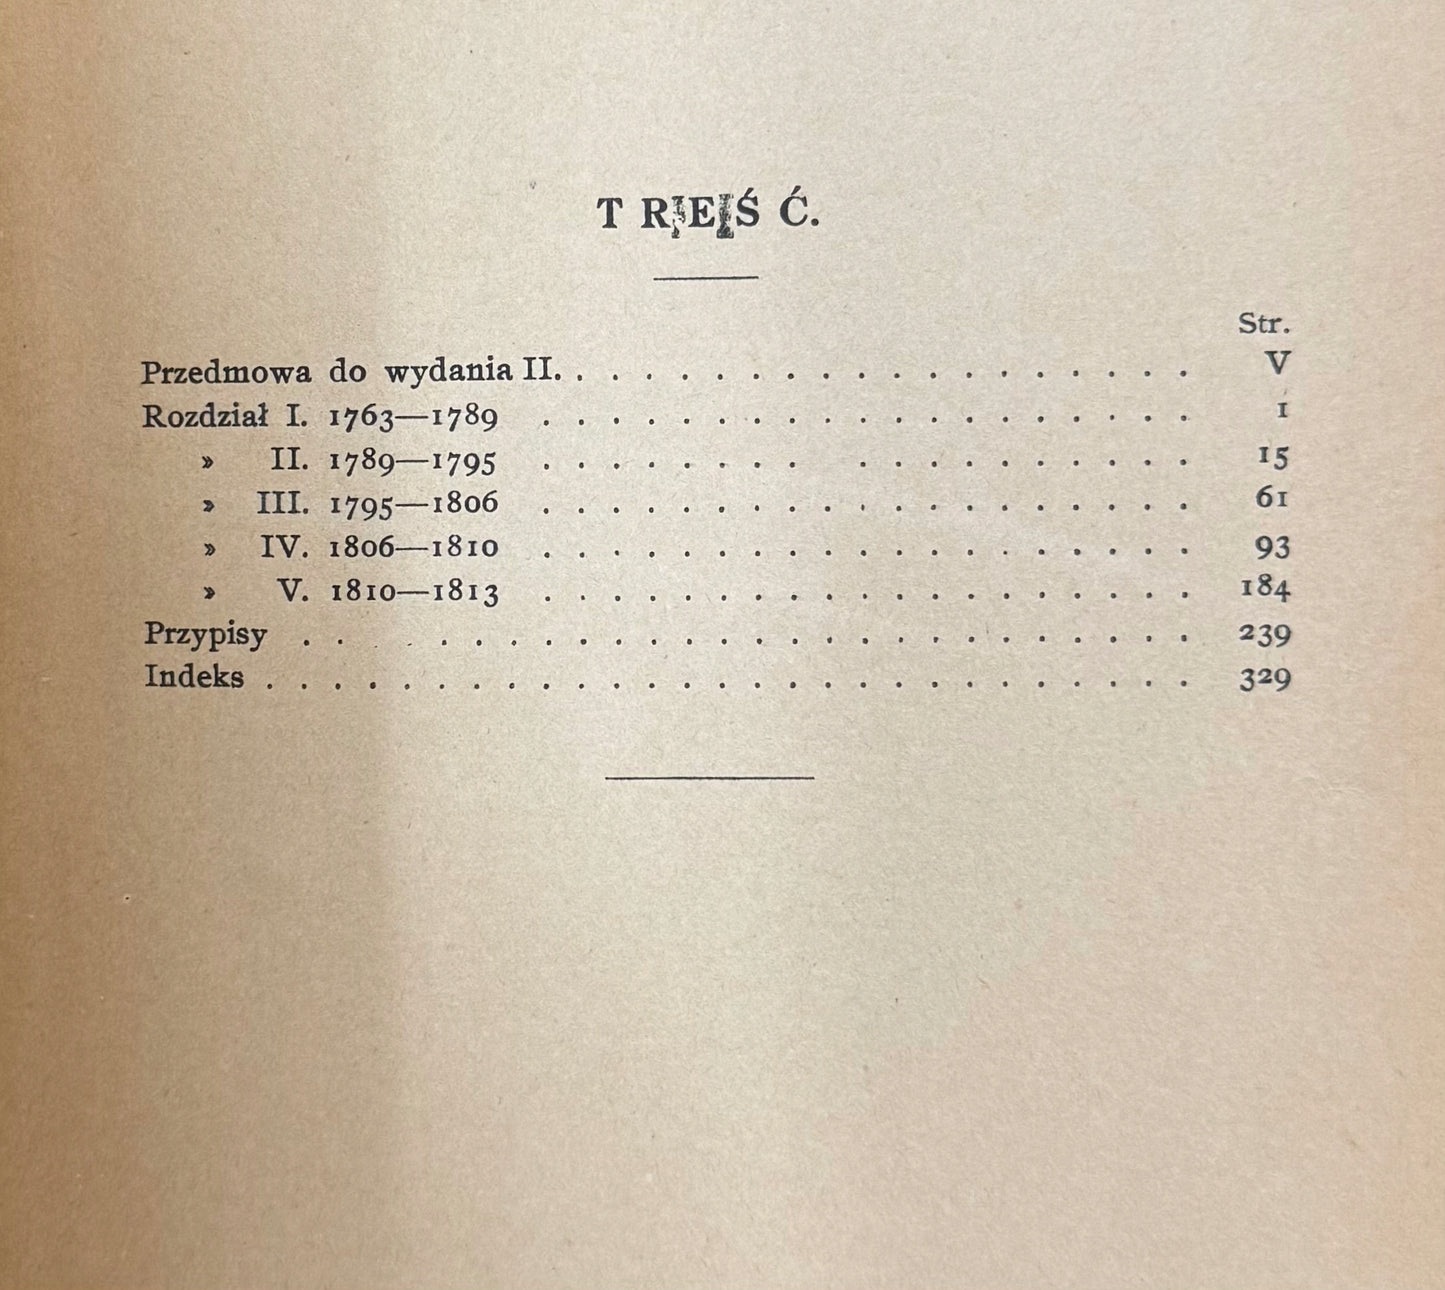 TREŚĆ.
Str.
Przedmowa do wydania II. . . . . . . . . . . . . . . . . . . V
Rozdział I. 1763—1789 . . . . . . . . . . . . . . . . . . . 1
» II. 1789—1795 . . . . . . . . . . . . . . . . . . 15
» III. 1795—1806 . . . . . . . . . . . . . . . . . . . 61
» IV. 1806—1810 . . . . . . . . . . . . . . . . . . . 93
» V. 1810—1813 . . . . . . . . . . . . . . . . . . . 184
Przypisy . . . . . . . . . . . . . . . . . . . . . . . . . 239
Indeks . . . . . . . . . . . . . . . . . . . . . . . . . . . 329